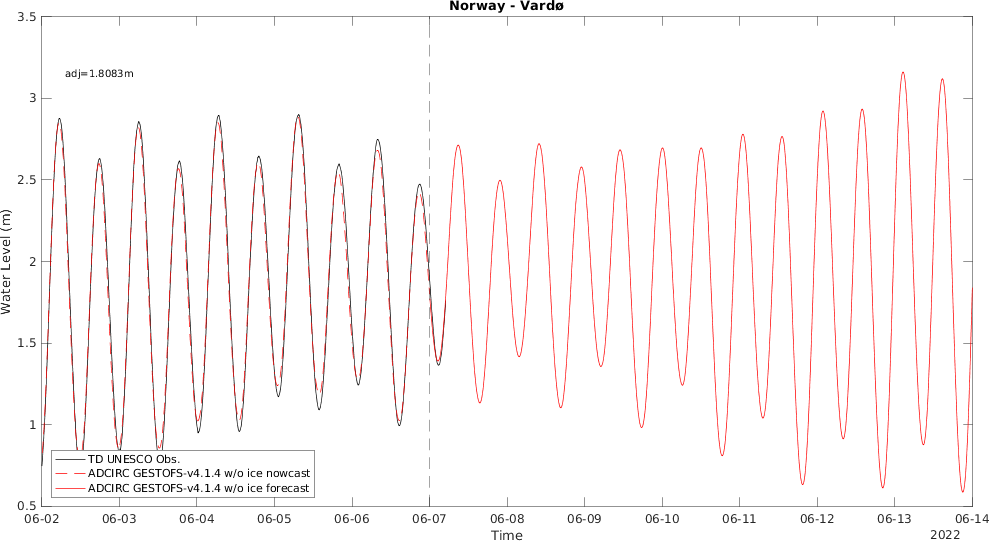 Norway - Vardø
3.5
adj=1.8083m
3
2.5
2
Water Level (m)
1.5
1
TD UNESCO Obs.
ADCIRC GESTOFS-v4.1.4 w/o ice nowcast
ADCIRC GESTOFS-v4.1.4 w/o ice forecast
0.5
06-02 06-03 06-04 06-05 06-06 06-07 06-08 06-09 06-10 06-11 06-12 06-13 06-14
Time
2022